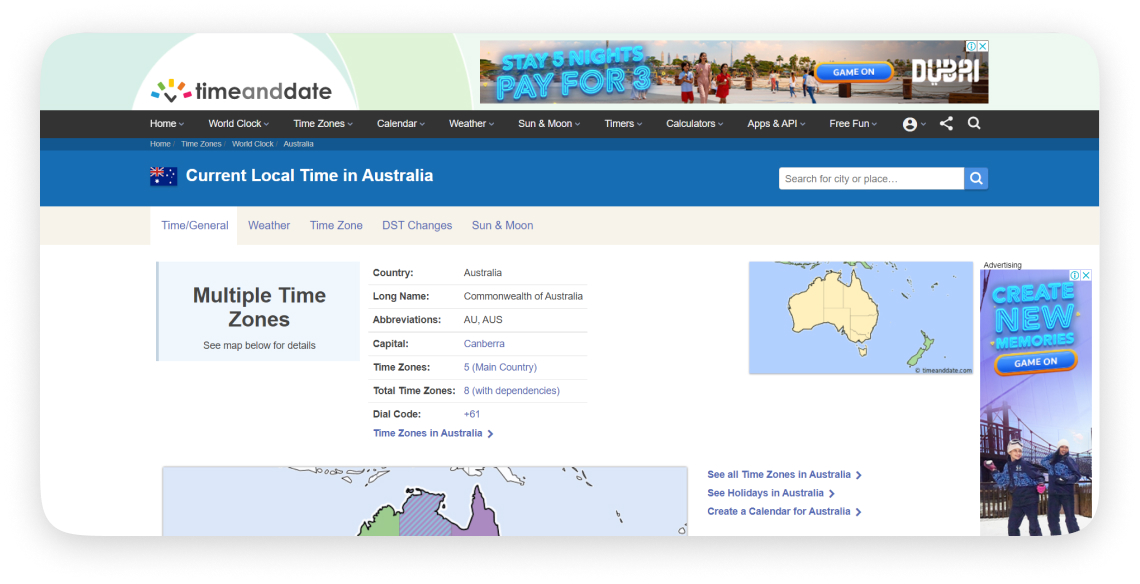 STAY 5 NIGHTS
PAY FOR 3
GAME ON
DUBAI
timeanddate
Home
World Clock
Time Zones
Calendar
Weather
Sun & Moon
Timers
Calculators
Apps & API
Free Fun
Home / Time Zones / World Clock / Australia
Current Local Time in Australia
Search for city or place…
Time/General
Weather
Time Zone
DST Changes
Sun & Moon
Multiple Time
Zones
See map below for details
Country: Australia
Long Name: Commonwealth of Australia
Abbreviations: AU, AUS
Capital: Canberra
Time Zones: 5 (Main Country)
Total Time Zones: 8 (with dependencies)
Dial Code: +61
Time Zones in Australia
© timeanddate.com
Advertising
CREATE
NEW
MEMORIES
GAME ON
See all Time Zones in Australia
See Holidays in Australia
Create a Calendar for Australia